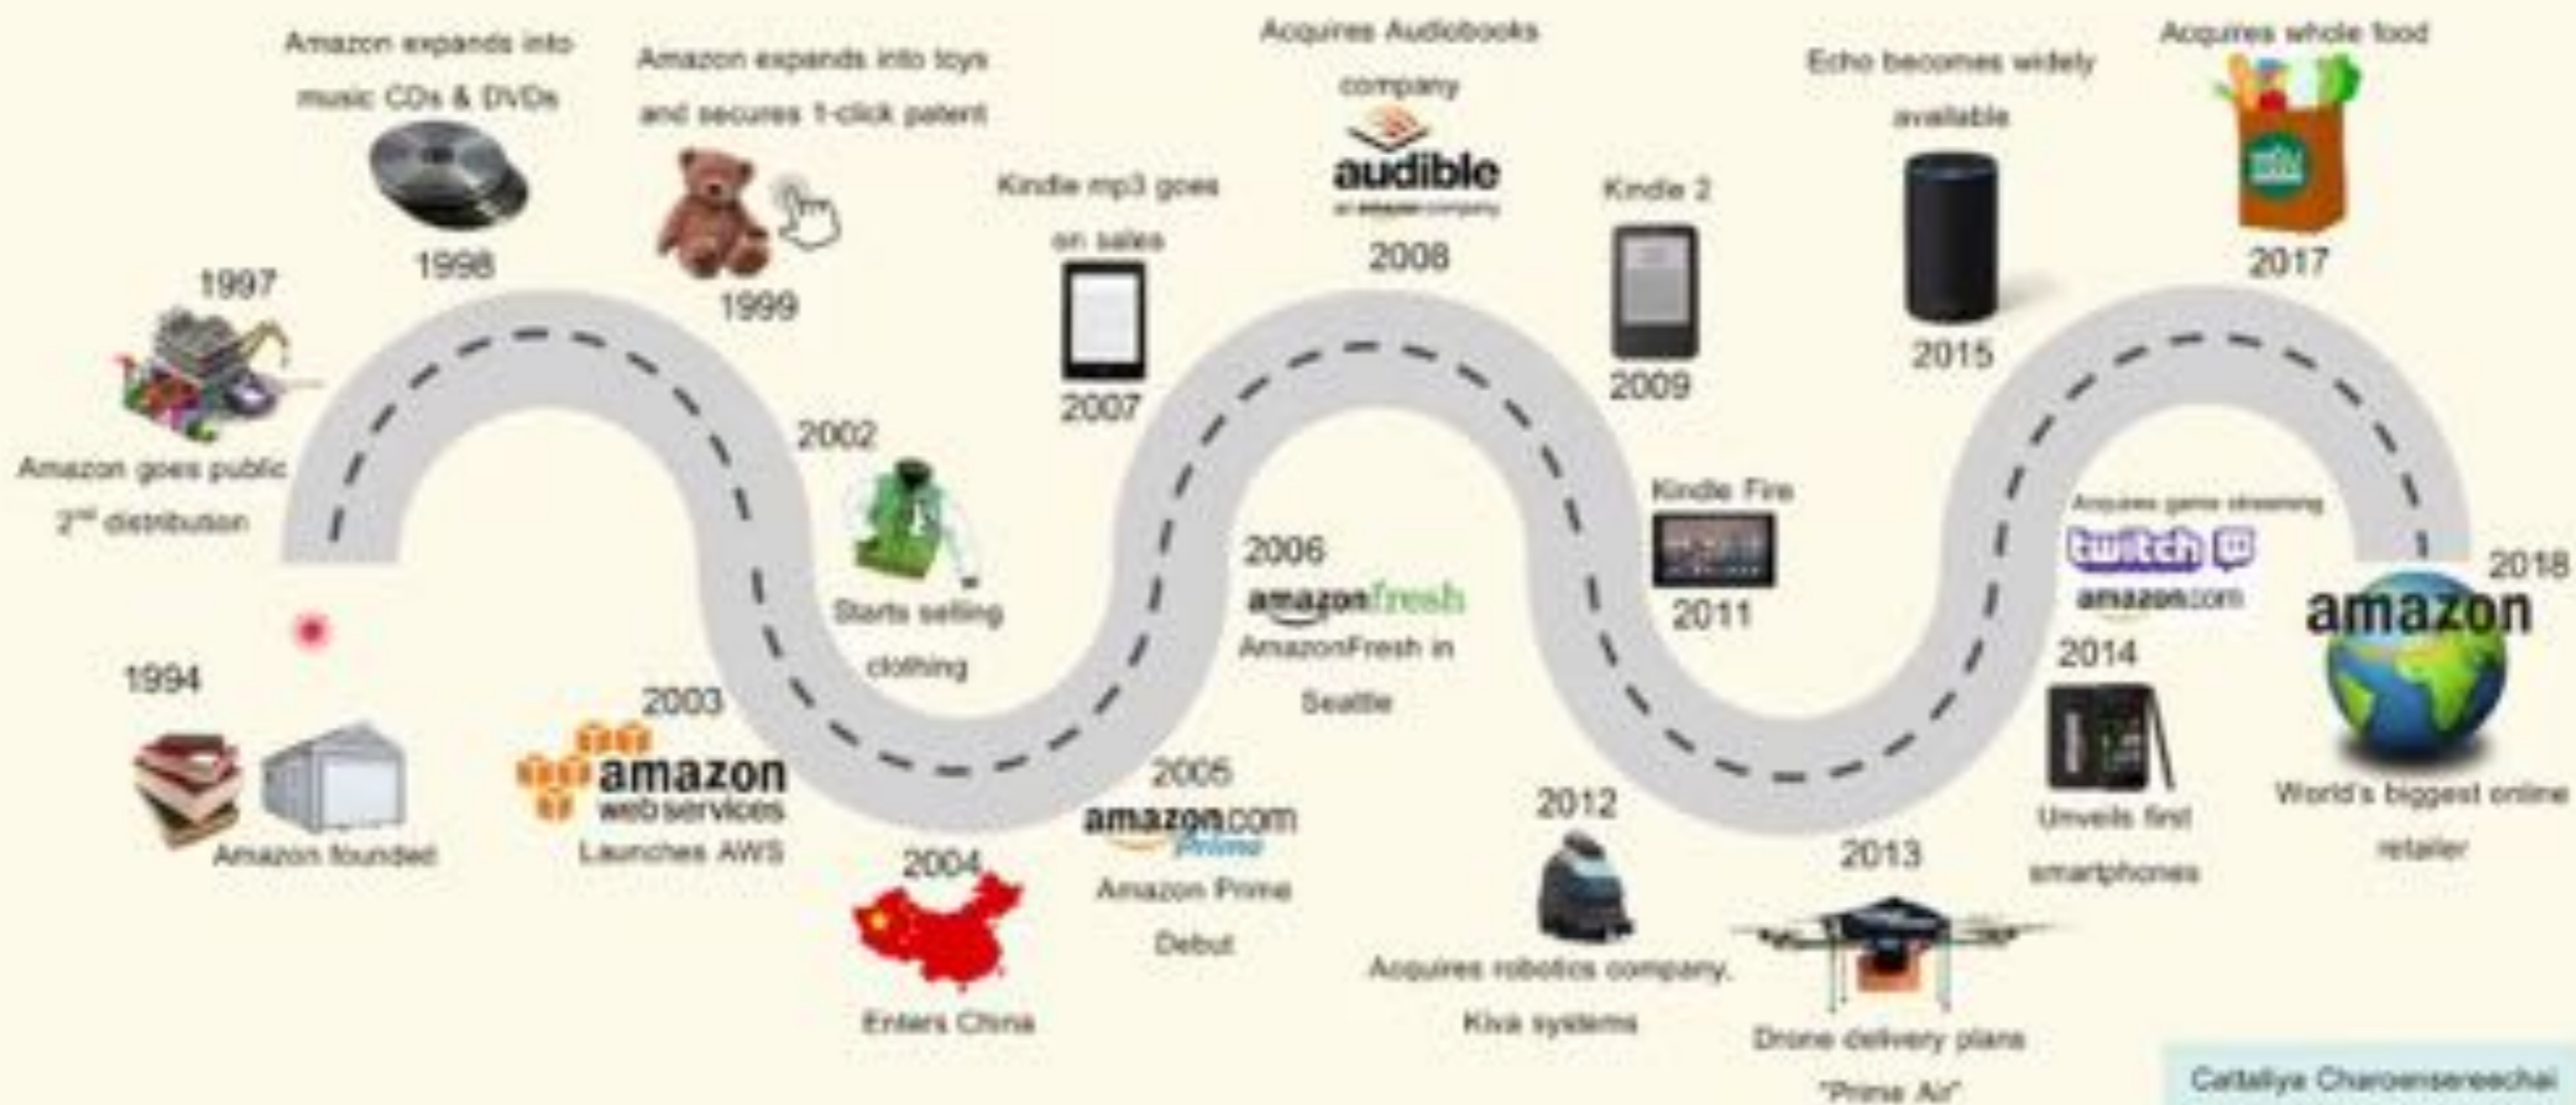 1994
Amazon founded
1997
Amazon goes public
2nd distribution
Amazon expands into
music CDs & DVDs
1998
Amazon expands into toys
and secures 1-click patent
1999
2002
Starts selling
clothing
2003
amazon
webservices
Launches AWS
2004
Enters China
2005
amazon.com
Prime
Amazon Prime
Debut
2006
amazonfresh
AmazonFresh in
Seattle
Kindle mp3 goes
on sales
2007
Acquires Audiobooks
company
audible
an amazon company
2008
Kindle 2
2009
Kindle Fire
2011
2012
Acquires robotics company,
Kiva systems
2013
Drone delivery plans
"Prime Air"
Acquires game streaming
twitch
amazon.com
2014
Unveils first
smartphones
Echo becomes widely
available
2015
Acquires whole food
2017
2018
amazon
World's biggest online
retailer
Cattaliya Charoensereechai